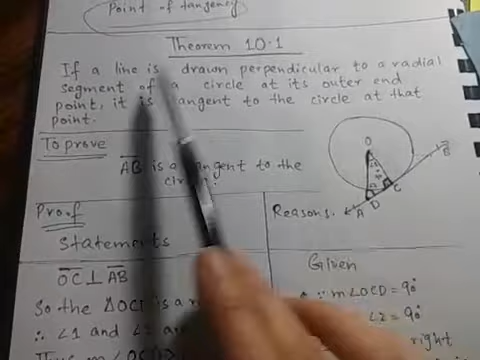 Point of tangency
Theorem 10.1
If a line is drawn perpendicular to a radial
segment of a circle at its outer end
point, it is tangent to the circle at that
point.
To prove
AB is a tangent to the
O
B
C
A D
Proof
Reasons.
Statements
Given
OC ⊥ AB
∵ m∠OCD = 90°
So the
∠2 = 90°
∴ ∠1 and
right